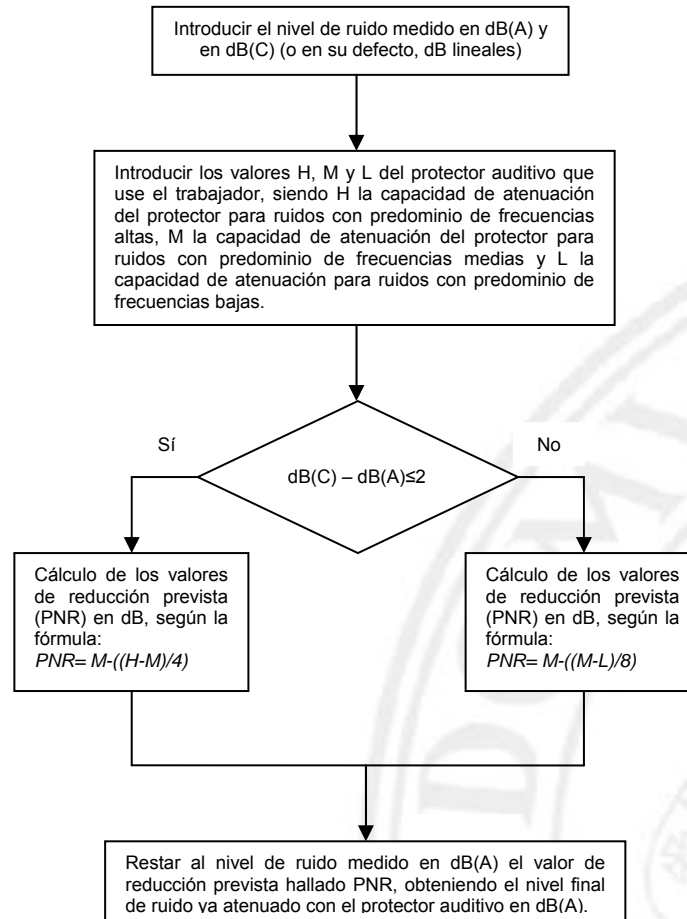 Introducir el nivel de ruido medido en dB(A) y
en dB(C) (o en su defecto, dB lineales)
Introducir los valores H, M y L del protector auditivo que
use el trabajador, siendo H la capacidad de atenuación
del protector para ruidos con predominio de frecuencias
altas, M la capacidad de atenuación del protector para
ruidos con predominio de frecuencias medias y L la
capacidad de atenuación para ruidos con predominio de
frecuencias bajas.
Sí
No
dB(C) – dB(A)≤2
Cálculo de los valores
de reducción prevista
(PNR) en dB, según la
fórmula:
PNR= M-((H-M)/4)
Cálculo de los valores
de reducción prevista
(PNR) en dB, según la
fórmula:
PNR= M-((M-L)/8)
Restar al nivel de ruido medido en dB(A) el valor de
reducción prevista hallado PNR, obteniendo el nivel final
de ruido ya atenuado con el protector auditivo en dB(A).